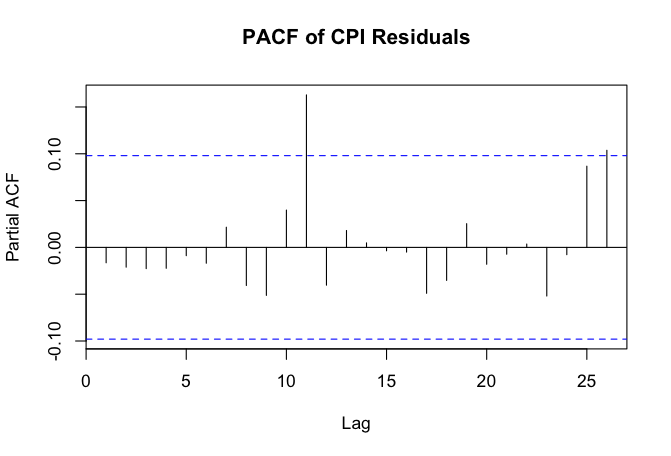 PACF of CPI Residuals
Partial ACF
0.10
0.00
-0.10
0 5 10 15 20 25
Lag